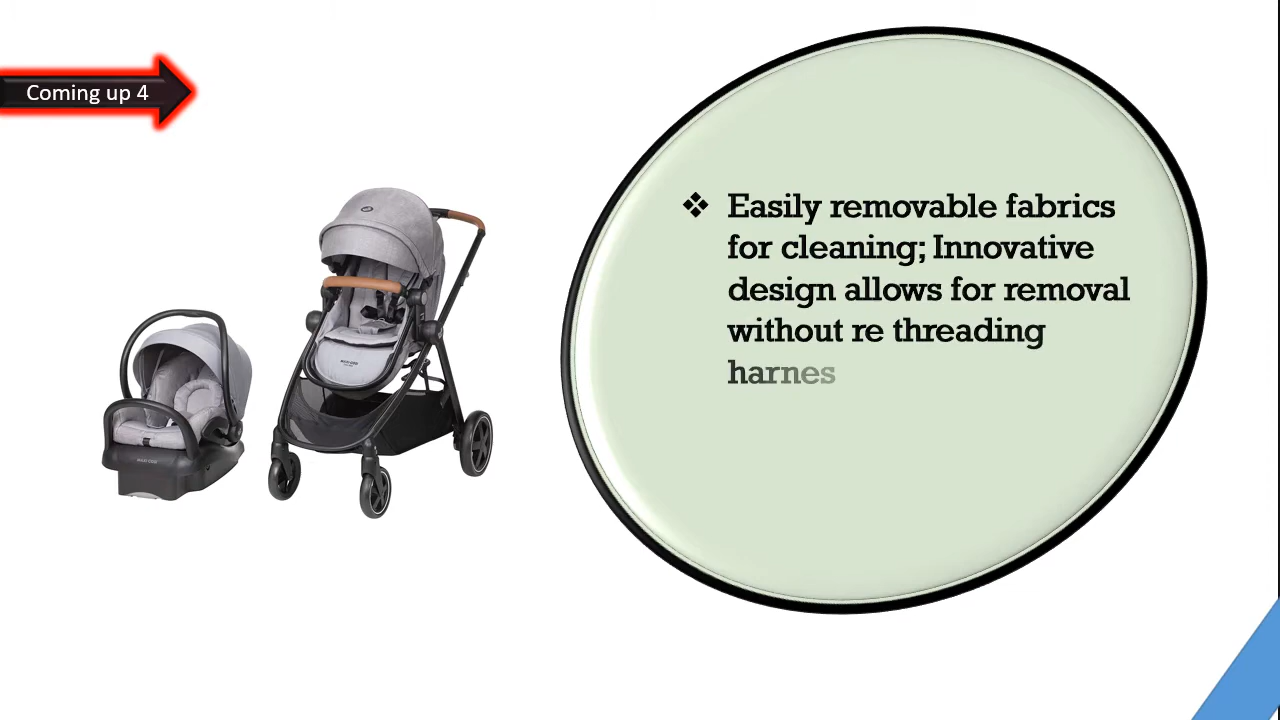 Coming up 4
Easily removable fabrics
for cleaning; Innovative
design allows for removal
without re threading
harnes